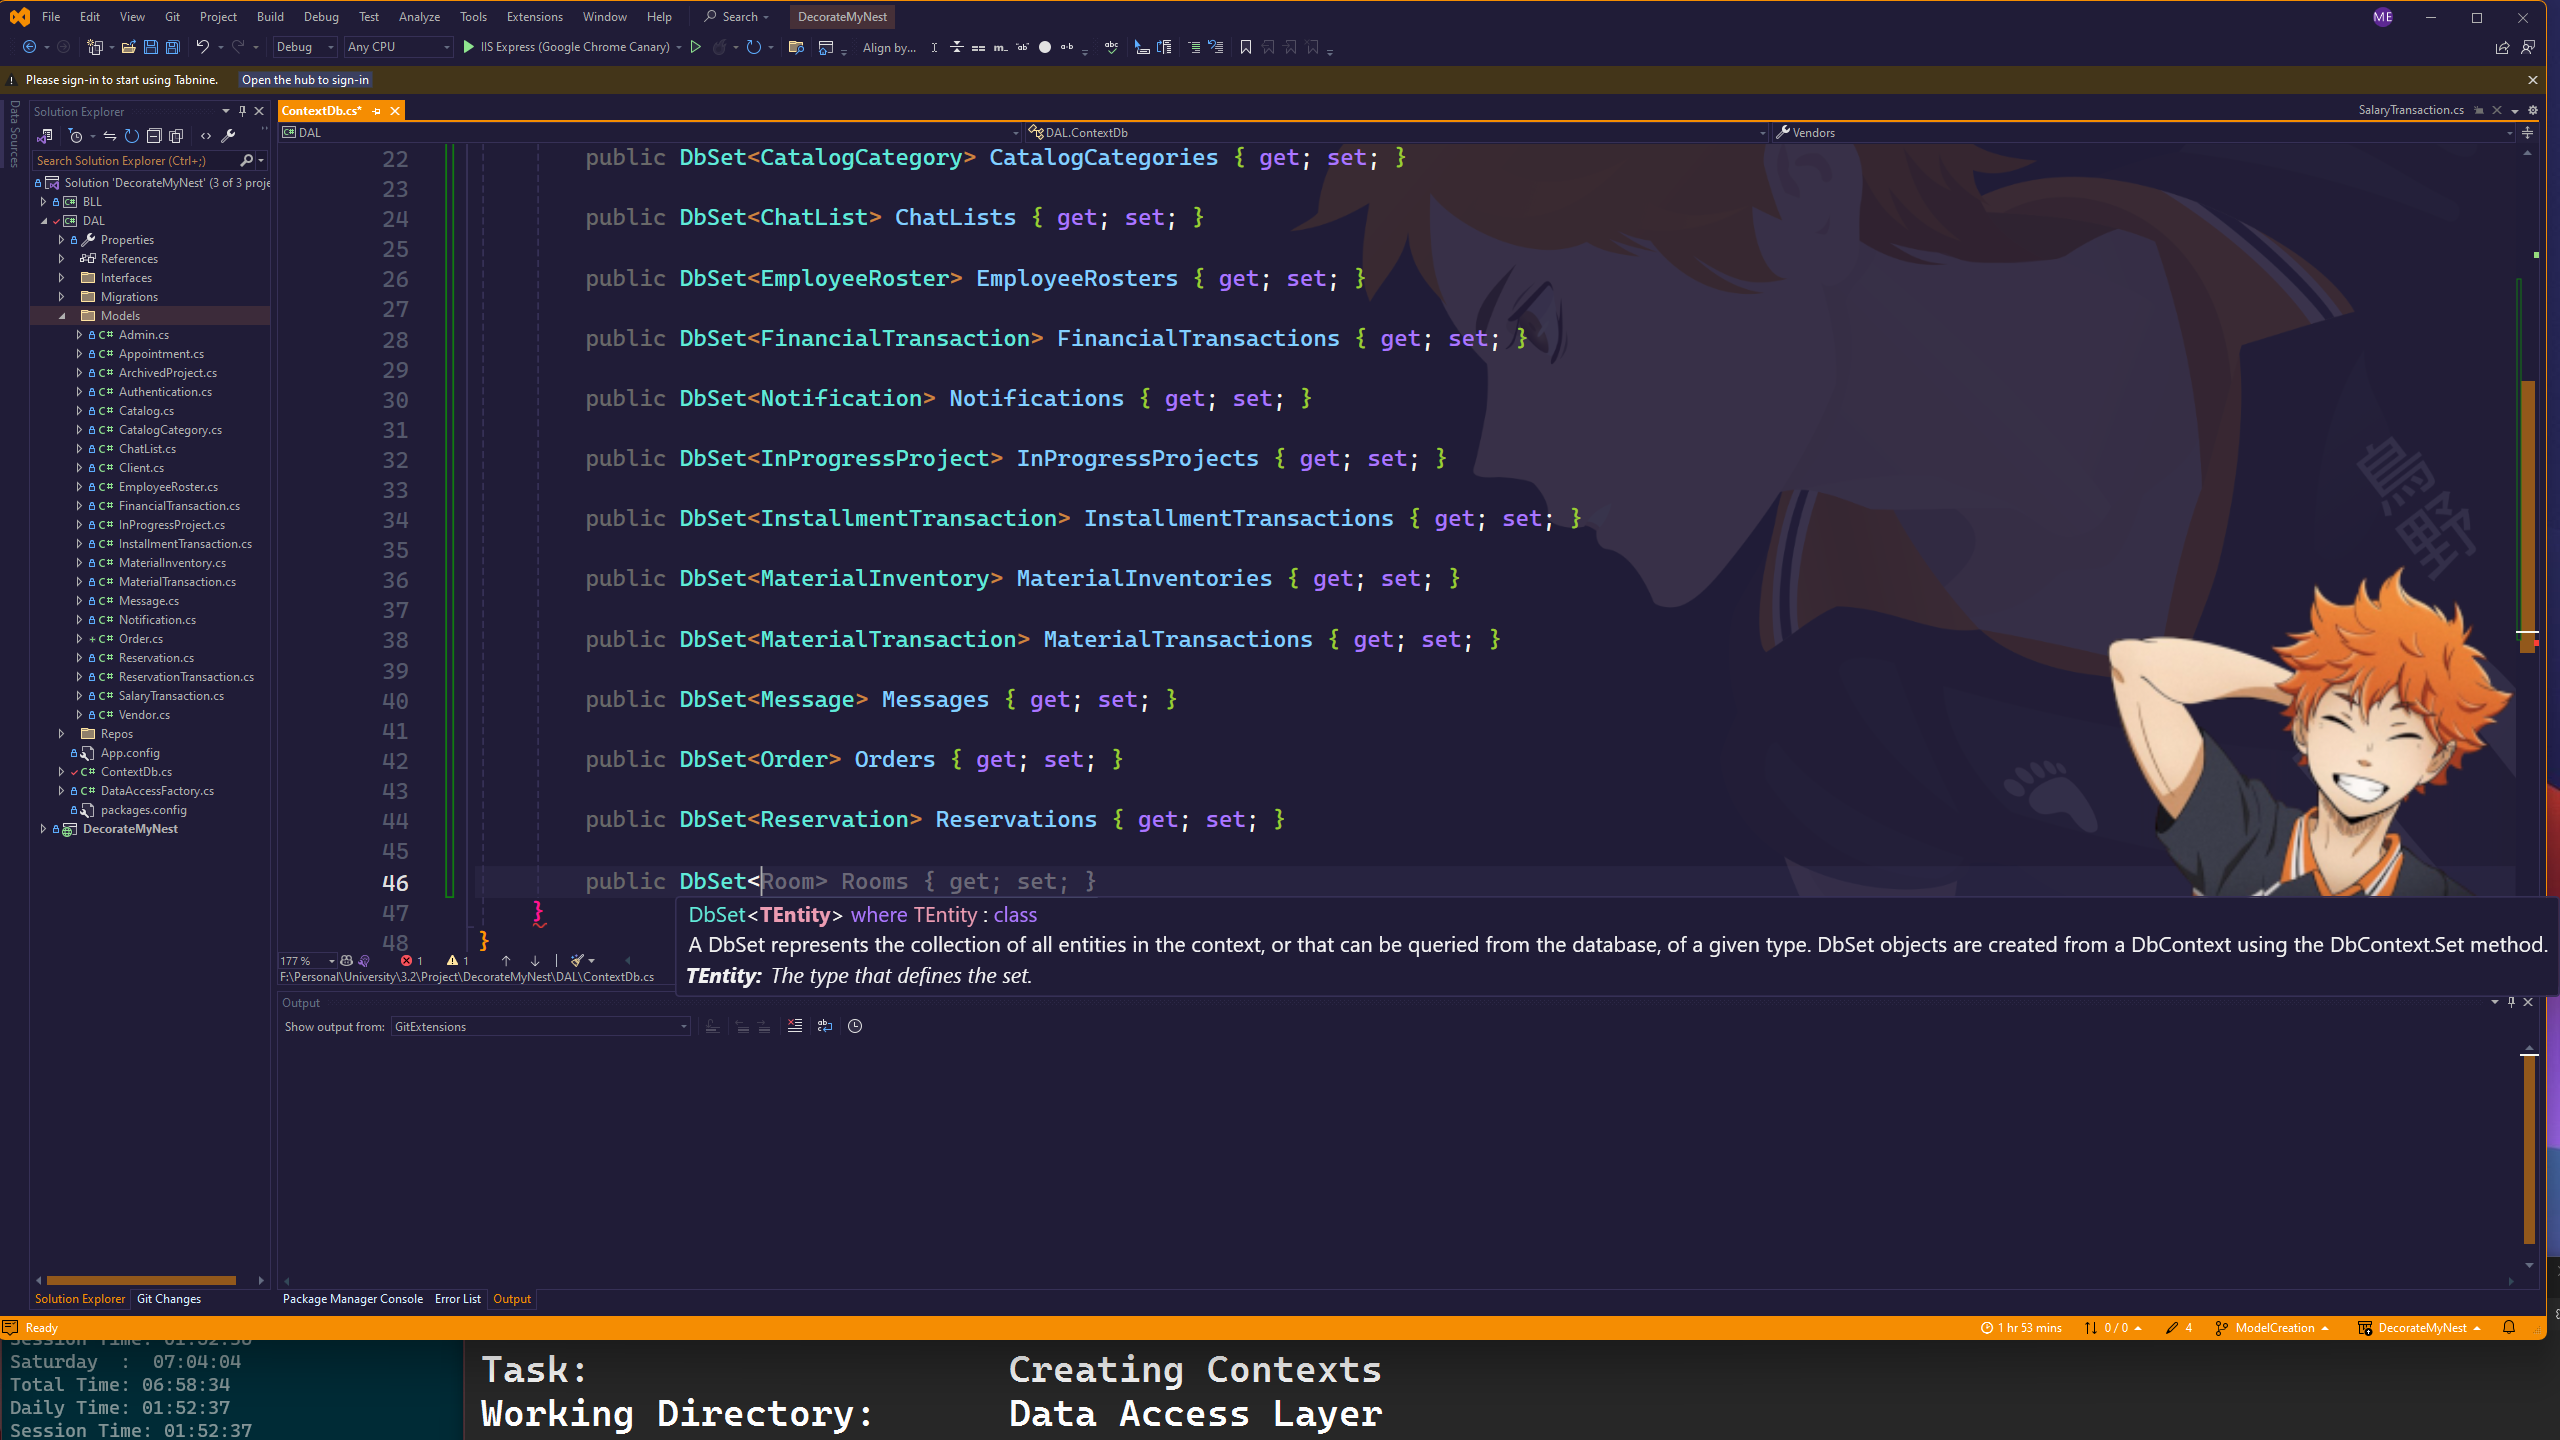 File Edit View Git Project Build Debug Test Analyze Tools Extensions Window Help Search DecorateMyNest ME
Debug Any CPU IIS Express (Google Chrome Canary) Align by...
Please sign-in to start using Tabnine. Open the hub to sign-in
Data Sources
Solution Explorer
ContextDb.cs*
SalaryTransaction.cs
DAL
DAL.ContextDb
Vendors
Search Solution Explorer (Ctrl+;)
Solution 'DecorateMyNest' (3 of 3 proje
BLL
DAL
Properties
References
Interfaces
Migrations
Models
Admin.cs
Appointment.cs
ArchivedProject.cs
Authentication.cs
Catalog.cs
CatalogCategory.cs
ChatList.cs
Client.cs
EmployeeRoster.cs
FinancialTransaction.cs
InProgressProject.cs
InstallmentTransaction.cs
MaterialInventory.cs
MaterialTransaction.cs
Message.cs
Notification.cs
Order.cs
Reservation.cs
ReservationTransaction.cs
SalaryTransaction.cs
Vendor.cs
Repos
App.config
ContextDb.cs
DataAccessFactory.cs
packages.config
DecorateMyNest
Solution Explorer Git Changes
22 public DbSet<CatalogCategory> CatalogCategories { get; set; }
23
24 public DbSet<ChatList> ChatLists { get; set; }
25
26 public DbSet<EmployeeRoster> EmployeeRosters { get; set; }
27
28 public DbSet<FinancialTransaction> FinancialTransactions { get; set; }
29
30 public DbSet<Notification> Notifications { get; set; }
31
32 public DbSet<InProgressProject> InProgressProjects { get; set; }
33
34 public DbSet<InstallmentTransaction> InstallmentTransactions { get; set; }
35
36 public DbSet<MaterialInventory> MaterialInventories { get; set; }
37
38 public DbSet<MaterialTransaction> MaterialTransactions { get; set; }
39
40 public DbSet<Message> Messages { get; set; }
41
42 public DbSet<Order> Orders { get; set; }
43
44 public DbSet<Reservation> Reservations { get; set; }
45
46 public DbSet<Room> Rooms { get; set; }
47 }
48 }
烏野
DbSet<TEntity> where TEntity : class
A DbSet represents the collection of all entities in the context, or that can be queried from the database, of a given type. DbSet objects are created from a DbContext using the DbContext.Set method.
TEntity: The type that defines the set.
177 % 1 1
F:\Personal\University\3.2\Project\DecorateMyNest\DAL\ContextDb.cs
Output
Show output from: GitExtensions
Package Manager Console Error List Output
Ready
1 hr 53 mins 0 / 0 4 ModelCreation DecorateMyNest
Saturday : 07:04:04
Total Time: 06:58:34
Daily Time: 01:52:37
Session Time: 01:52:37
Task: Creating Contexts
Working Directory: Data Access Layer